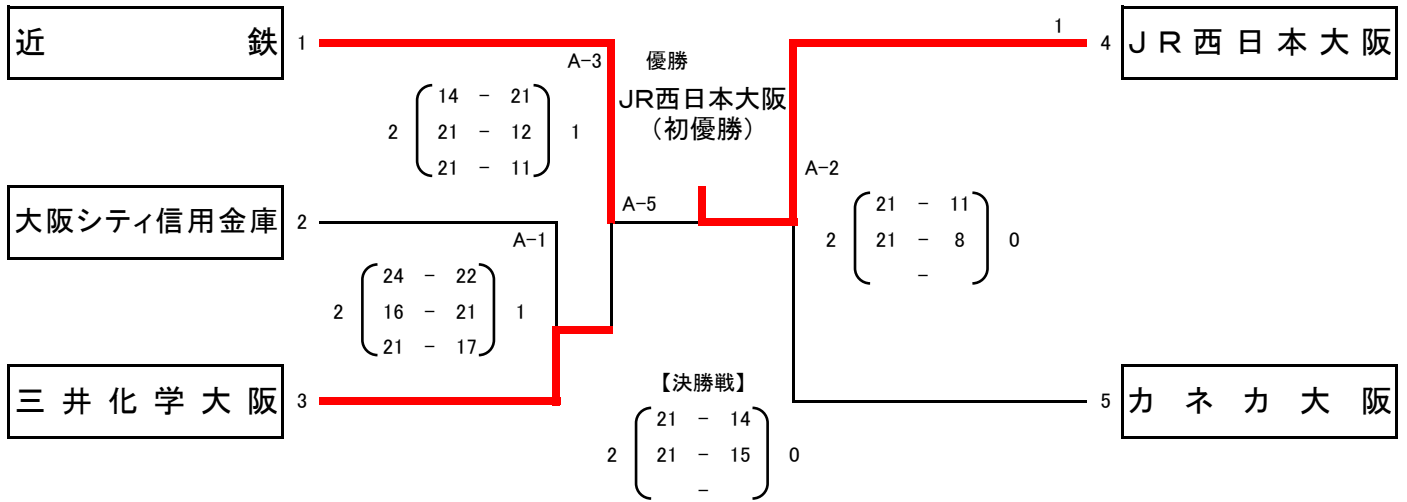 近 鉄 1
A-3
優勝
JR西日本大阪
(初優勝)
1
4 JR西日本大阪
14 - 21
2 21 - 12 1
21 - 11
大阪シティ信用金庫 2
A-1
A-5
A-2
21 - 11
2 21 - 8 0
-
24 - 22
2 16 - 21 1
21 - 17
三井化学大阪 3
【決勝戦】
5 カネカ大阪
21 - 14
2 21 - 15 0
-